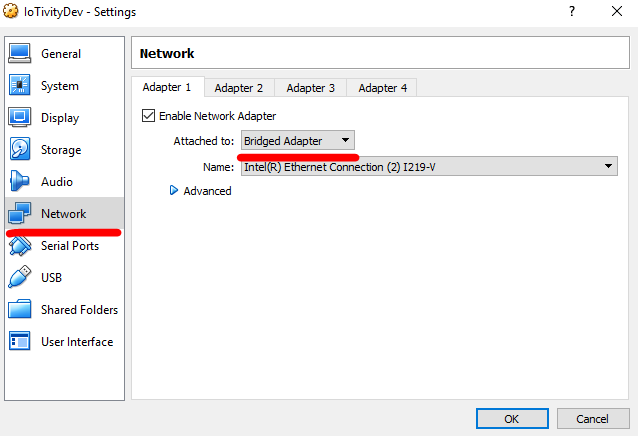 IoTivityDev - Settings
General
System
Display
Storage
Audio
Network
Serial Ports
USB
Shared Folders
User Interface
Network
Adapter 1 Adapter 2 Adapter 3 Adapter 4
Enable Network Adapter
Attached to: Bridged Adapter
Name: Intel(R) Ethernet Connection (2) I219-V
Advanced
OK Cancel